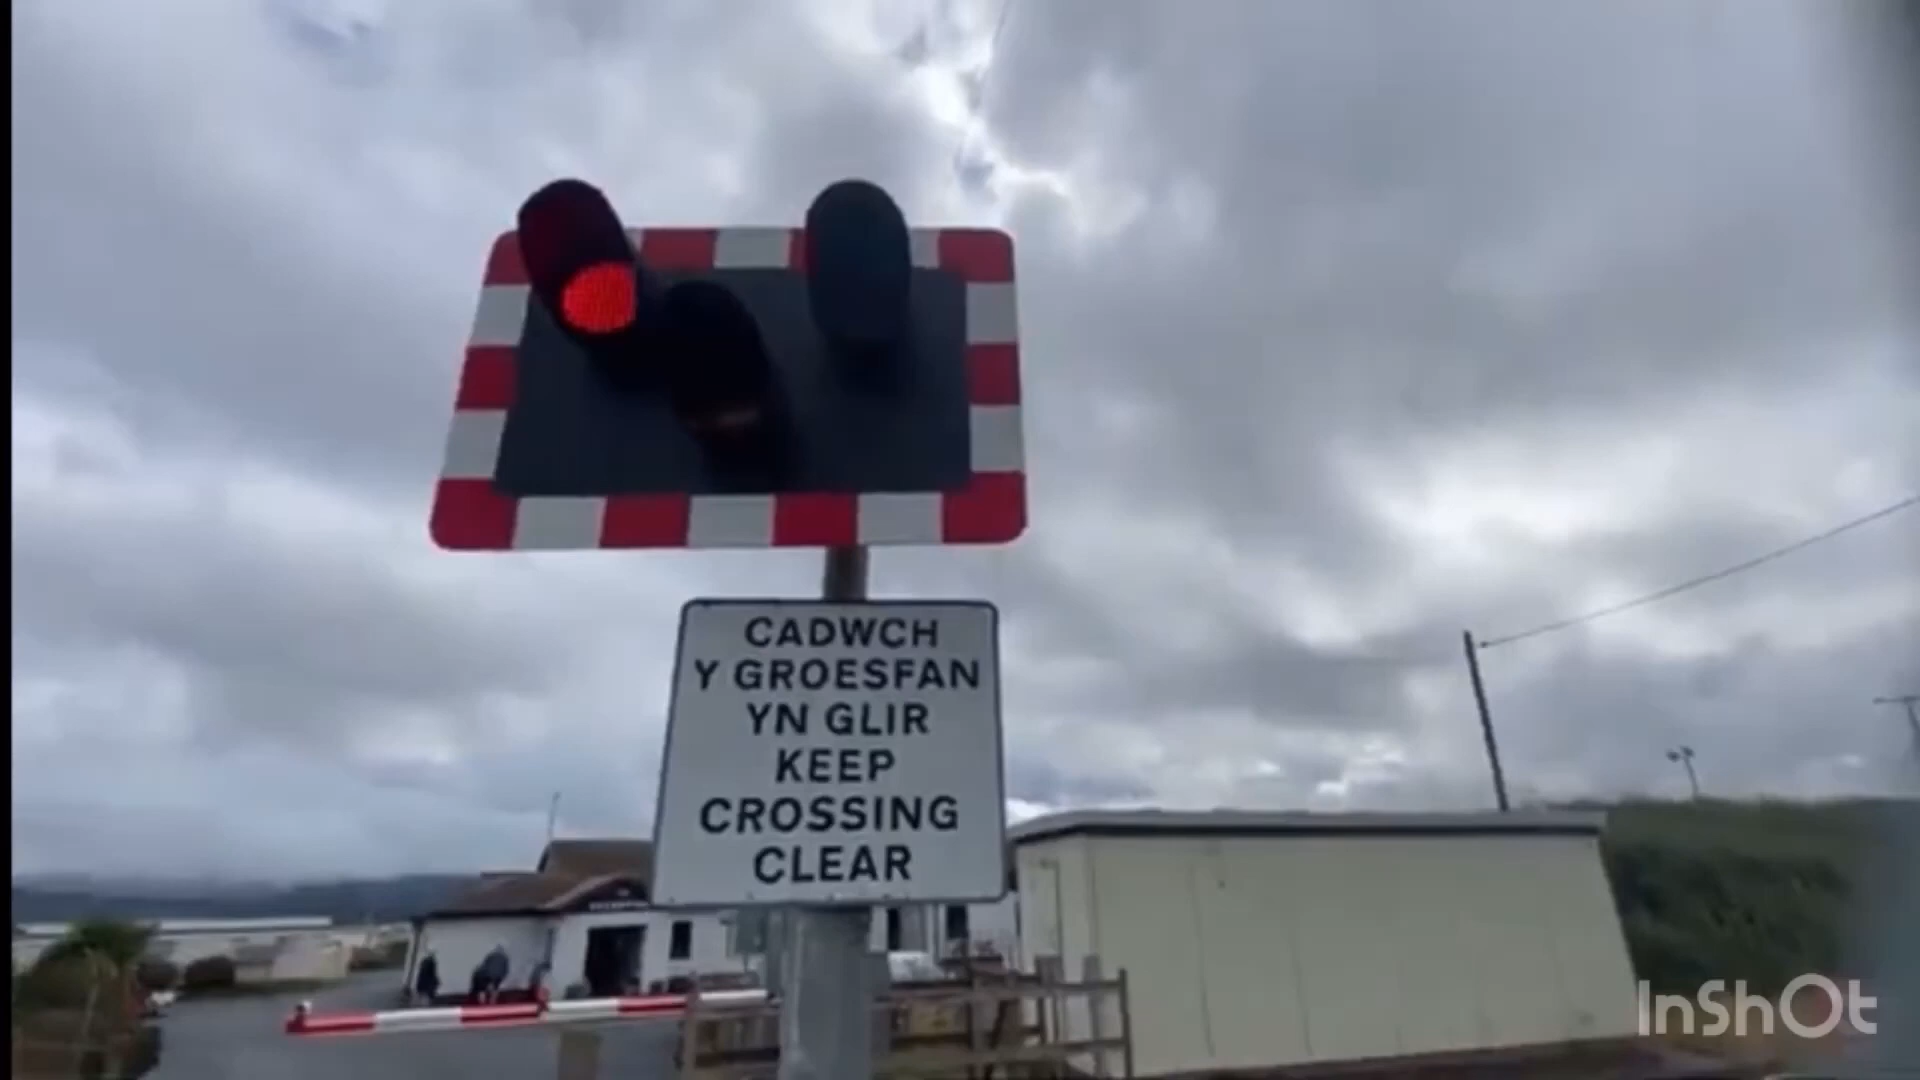 CADWCH
Y GROESFAN
YN GLIR
KEEP
CROSSING
CLEAR
InShOt